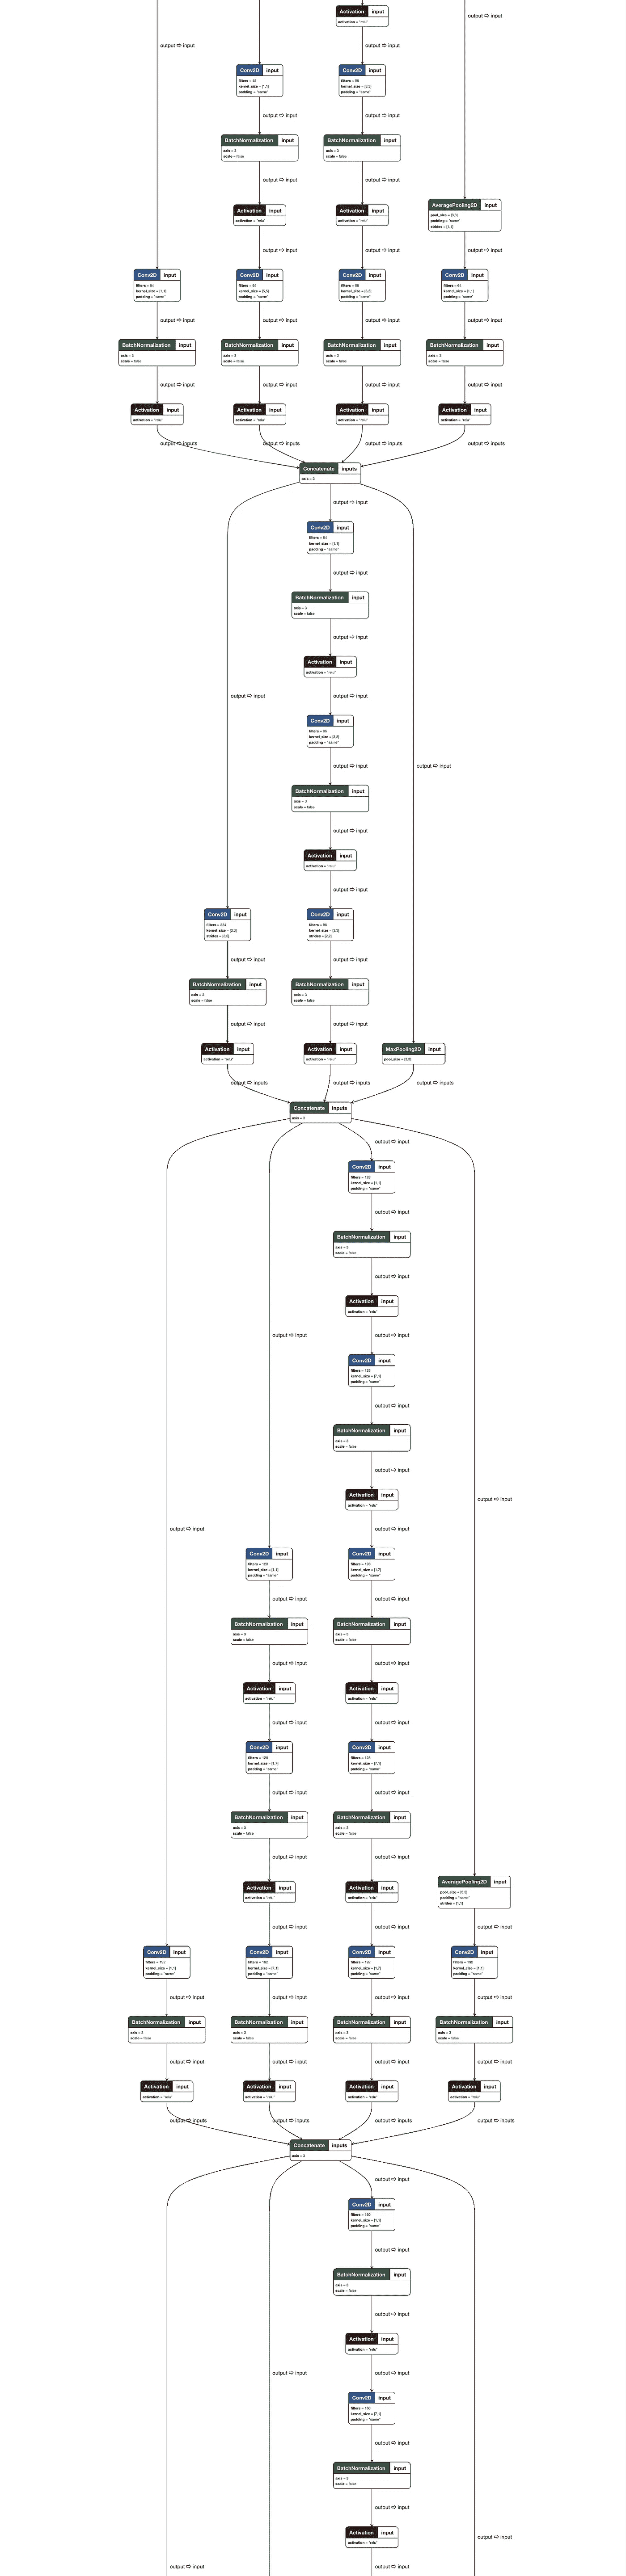 Activation input
activation = "relu"
output ⇨ input
output ⇨ input
output ⇨ input
Conv2D input
filters = 48
kernel_size = [1,1]
padding = "same"
Conv2D input
filters = 96
kernel_size = [3,3]
padding = "same"
output ⇨ input
output ⇨ input
BatchNormalization input
axis = 3
scale = false
BatchNormalization input
axis = 3
scale = false
output ⇨ input
output ⇨ input
Activation input
activation = "relu"
Activation input
activation = "relu"
AveragePooling2D input
pool_size = [3,3]
padding = "same"
strides = [1,1]
output ⇨ input
output ⇨ input
output ⇨ input
Conv2D input
filters = 64
kernel_size = [1,1]
padding = "same"
Conv2D input
filters = 64
kernel_size = [5,5]
padding = "same"
Conv2D input
filters = 96
kernel_size = [3,3]
padding = "same"
Conv2D input
filters = 64
kernel_size = [1,1]
padding = "same"
output ⇨ input
output ⇨ input
output ⇨ input
output ⇨ input
BatchNormalization input
axis = 3
scale = false
BatchNormalization input
axis = 3
scale = false
BatchNormalization input
axis = 3
scale = false
BatchNormalization input
axis = 3
scale = false
output ⇨ input
output ⇨ input
output ⇨ input
output ⇨ input
Activation input
activation = "relu"
Activation input
activation = "relu"
Activation input
activation = "relu"
Activation input
activation = "relu"
output ⇨ inputs
output ⇨ inputs
output ⇨ inputs
output ⇨ inputs
Concatenate inputs
axis = 3
output ⇨ input
Conv2D input
filters = 64
kernel_size = [1,1]
padding = "same"
output ⇨ input
BatchNormalization input
axis = 3
scale = false
output ⇨ input
Activation input
activation = "relu"
output ⇨ input
output ⇨ input
Conv2D input
filters = 96
kernel_size = [3,3]
padding = "same"
output ⇨ input
output ⇨ input
BatchNormalization input
axis = 3
scale = false
output ⇨ input
Activation input
activation = "relu"
output ⇨ input
Conv2D input
filters = 384
kernel_size = [3,3]
strides = [2,2]
Conv2D input
filters = 96
kernel_size = [3,3]
strides = [2,2]
output ⇨ input
output ⇨ input
BatchNormalization input
axis = 3
scale = false
BatchNormalization input
axis = 3
scale = false
output ⇨ input
output ⇨ input
Activation input
activation = "relu"
Activation input
activation = "relu"
MaxPooling2D input
pool_size = [3,3]
output ⇨ inputs
output ⇨ inputs
output ⇨ inputs
Concatenate inputs
axis = 3
output ⇨ input
Conv2D input
filters = 128
kernel_size = [1,1]
padding = "same"
output ⇨ input
BatchNormalization input
axis = 3
scale = false
output ⇨ input
Activation input
activation = "relu"
output ⇨ input
output ⇨ input
Conv2D input
filters = 128
kernel_size = [7,1]
padding = "same"
output ⇨ input
BatchNormalization input
axis = 3
scale = false
output ⇨ input
Activation input
activation = "relu"
output ⇨ input
output ⇨ input
output ⇨ input
Conv2D input
filters = 128
kernel_size = [1,1]
padding = "same"
Conv2D input
filters = 128
kernel_size = [1,7]
padding = "same"
output ⇨ input
output ⇨ input
BatchNormalization input
axis = 3
scale = false
BatchNormalization input
axis = 3
scale = false
output ⇨ input
output ⇨ input
Activation input
activation = "relu"
Activation input
activation = "relu"
output ⇨ input
output ⇨ input
Conv2D input
filters = 128
kernel_size = [1,7]
padding = "same"
Conv2D input
filters = 128
kernel_size = [7,1]
padding = "same"
output ⇨ input
output ⇨ input
BatchNormalization input
axis = 3
scale = false
BatchNormalization input
axis = 3
scale = false
output ⇨ input
output ⇨ input
Activation input
activation = "relu"
Activation input
activation = "relu"
AveragePooling2D input
pool_size = [3,3]
padding = "same"
strides = [1,1]
output ⇨ input
output ⇨ input
output ⇨ input
Conv2D input
filters = 192
kernel_size = [1,1]
padding = "same"
Conv2D input
filters = 192
kernel_size = [7,1]
padding = "same"
Conv2D input
filters = 192
kernel_size = [1,7]
padding = "same"
Conv2D input
filters = 192
kernel_size = [1,1]
padding = "same"
output ⇨ input
output ⇨ input
output ⇨ input
output ⇨ input
BatchNormalization input
axis = 3
scale = false
BatchNormalization input
axis = 3
scale = false
BatchNormalization input
axis = 3
scale = false
BatchNormalization input
axis = 3
scale = false
output ⇨ input
output ⇨ input
output ⇨ input
output ⇨ input
Activation input
activation = "relu"
Activation input
activation = "relu"
Activation input
activation = "relu"
Activation input
activation = "relu"
output ⇨ inputs
output ⇨ inputs
output ⇨ inputs
output ⇨ inputs
Concatenate inputs
axis = 3
output ⇨ input
Conv2D input
filters = 160
kernel_size = [1,1]
padding = "same"
output ⇨ input
BatchNormalization input
axis = 3
scale = false
output ⇨ input
Activation input
activation = "relu"
output ⇨ input
output ⇨ input
Conv2D input
filters = 160
kernel_size = [7,1]
padding = "same"
output ⇨ input
BatchNormalization input
axis = 3
scale = false
output ⇨ input
Activation input
activation = "relu"
output ⇨ input
output ⇨ input
output ⇨ input